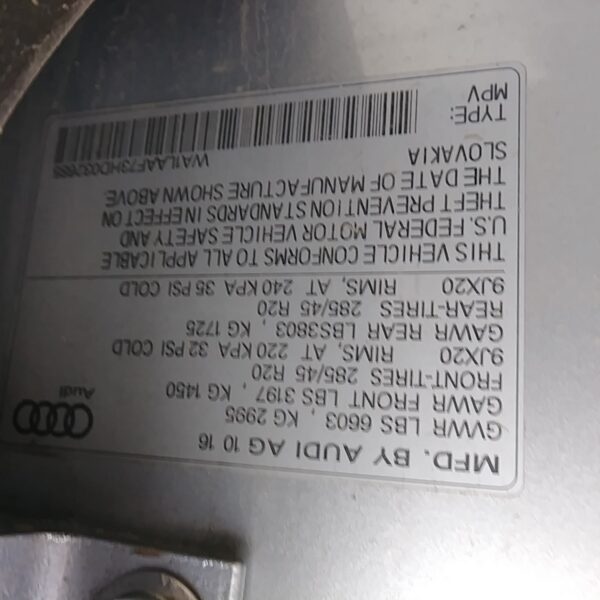 MFD. BY AUDI AG 10 16
GVWR LBS 6603 , KG 2995
GAWR FRONT LBS 3197, KG 1450
FRONT-TIRES 285/45 R20
9JX20 RIMS, AT 220 KPA 32 PSI COLD
GAWR REAR LBS3803 , KG 1725
REAR-TIRES 285/45 R20
9JX20 RIMS, AT 240 KPA 35 PSI COLD
Audi
THIS VEHICLE CONFORMS TO ALL APPLICABLE
U.S. FEDERAL MOTOR VEHICLE SAFETY AND
THEFT PREVENTION STANDARDS IN EFFECT ON
THE DATE OF MANUFACTURE SHOWN ABOVE.
SLOVAKIA WA1LAAF73HD032685
TYPE:
MPV